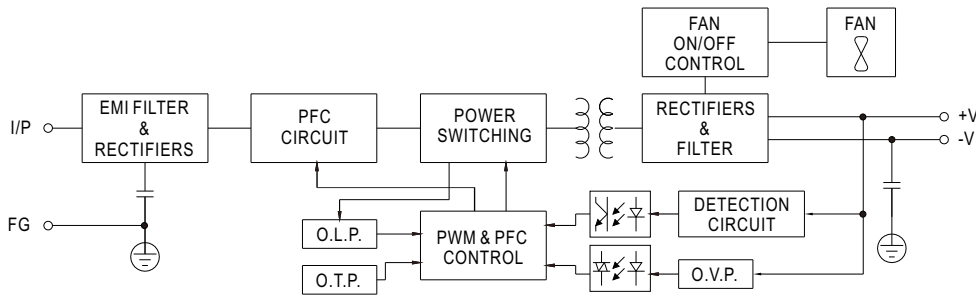 FAN
ON/OFF
CONTROL
FAN
I/P
EMI FILTER
&
RECTIFIERS
PFC
CIRCUIT
POWER
SWITCHING
RECTIFIERS
&
FILTER
+V
-V
FG
O.L.P.
O.T.P.
PWM & PFC
CONTROL
DETECTION
CIRCUIT
O.V.P.